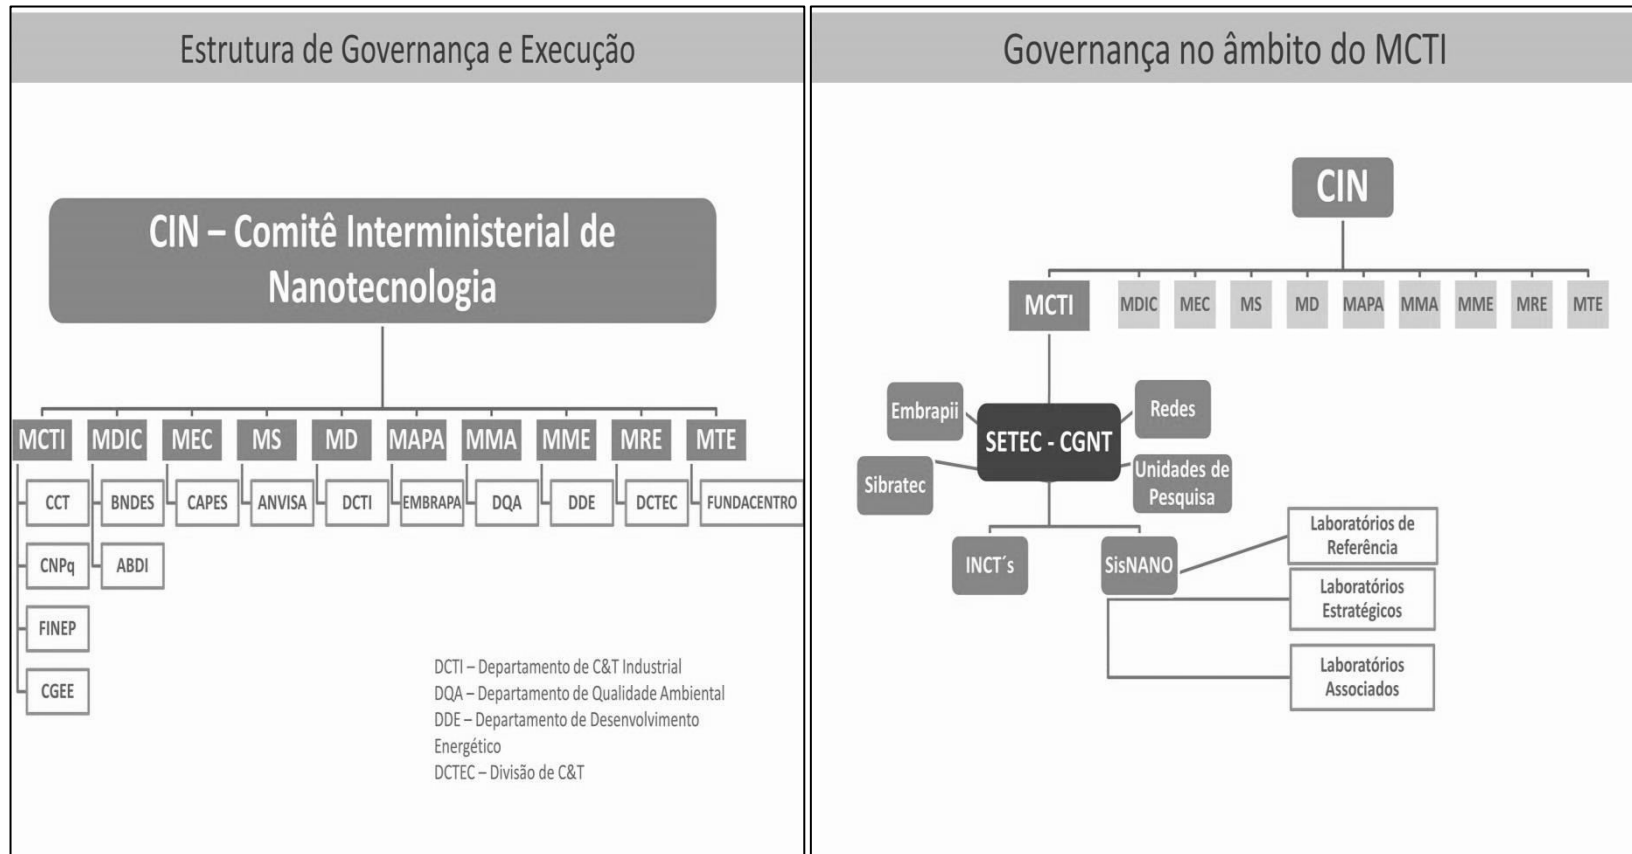 Estrutura de Governança e Execução
CIN – Comitê Interministerial de
Nanotecnologia
MCTI MDIC MEC MS MD MAPA MMA MME MRE MTE
CCT BNDES CAPES ANVISA DCTI EMBRAPA DQA DDE DCTEC FUNDACENTRO
CNPq ABDI
FINEP
CGEE
DCTI – Departamento de C&T Industrial
DQA – Departamento de Qualidade Ambiental
DDE – Departamento de Desenvolvimento
Energético
DCTEC – Divisão de C&T
Governança no âmbito do MCTI
CIN
MCTI MDIC MEC MS MD MAPA MMA MME MRE MTE
Embrapii
Redes
SETEC - CGNT
Sibratec
Unidades de
Pesquisa
INCT´s
SisNANO
Laboratórios de
Referência
Laboratórios
Estratégicos
Laboratórios
Associados